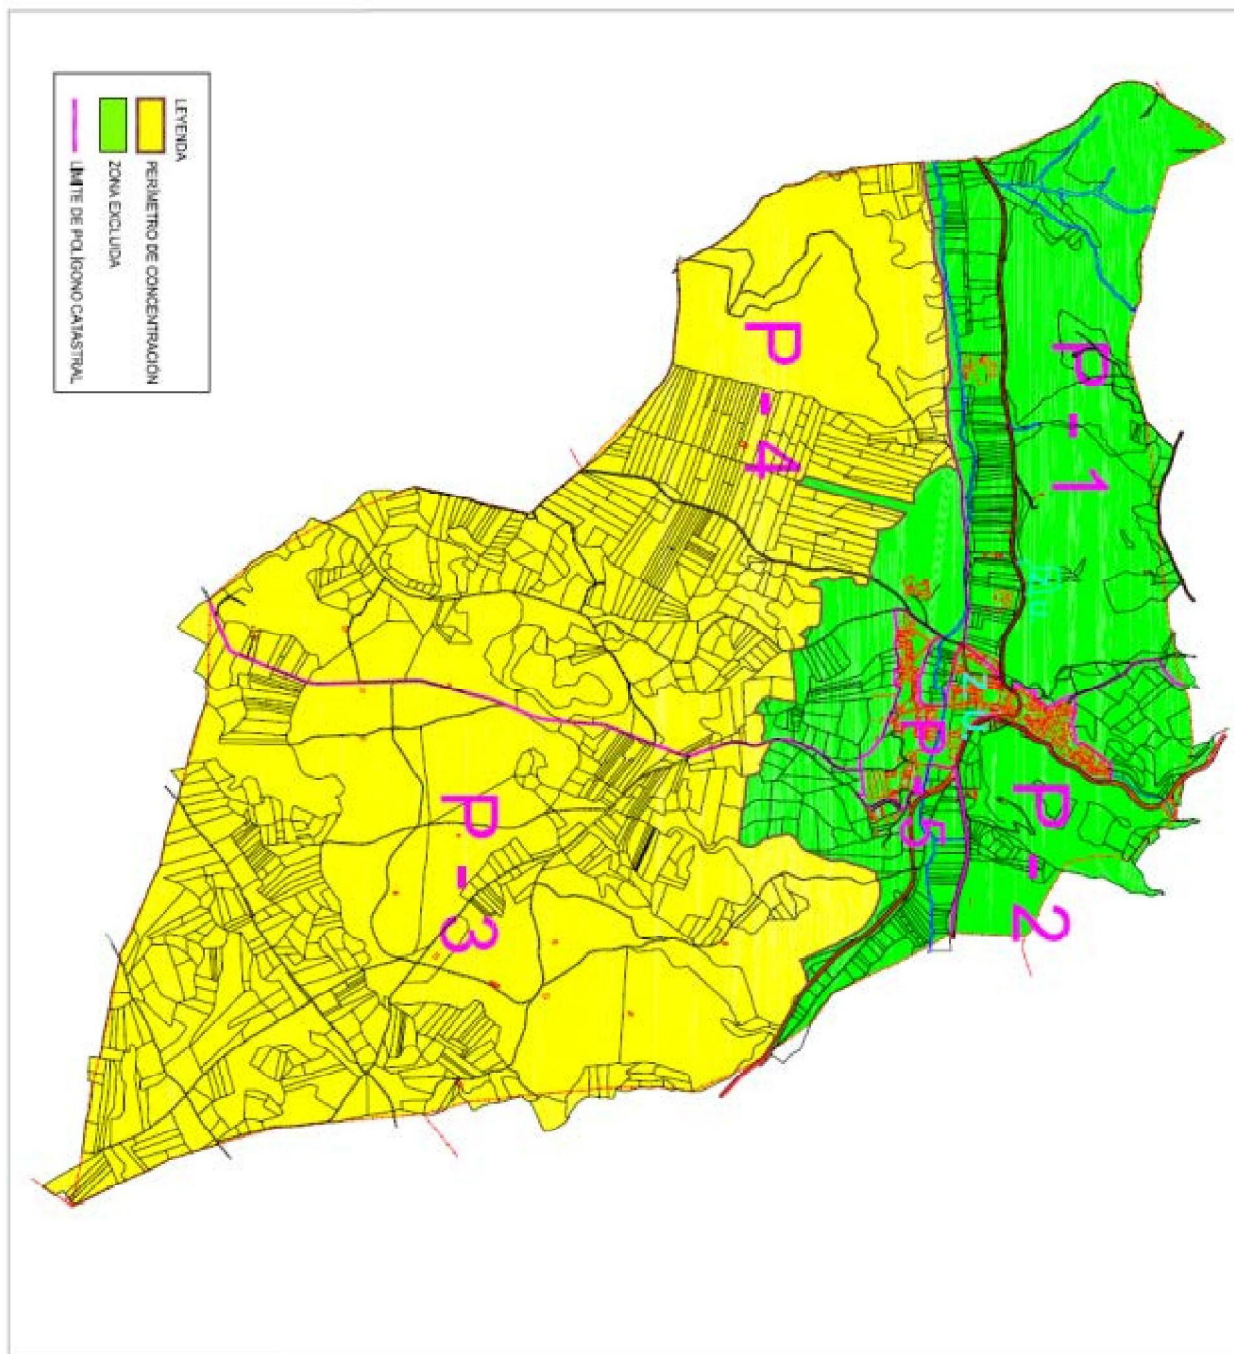 LEYENDA
PERÍMETRO DE CONCENTRACIÓN
ZONA EXCLUIDA
LÍMITE DE POLÍGONO CATASTRAL
P - 1
P - 4
P - 5
P - 2
P - 3